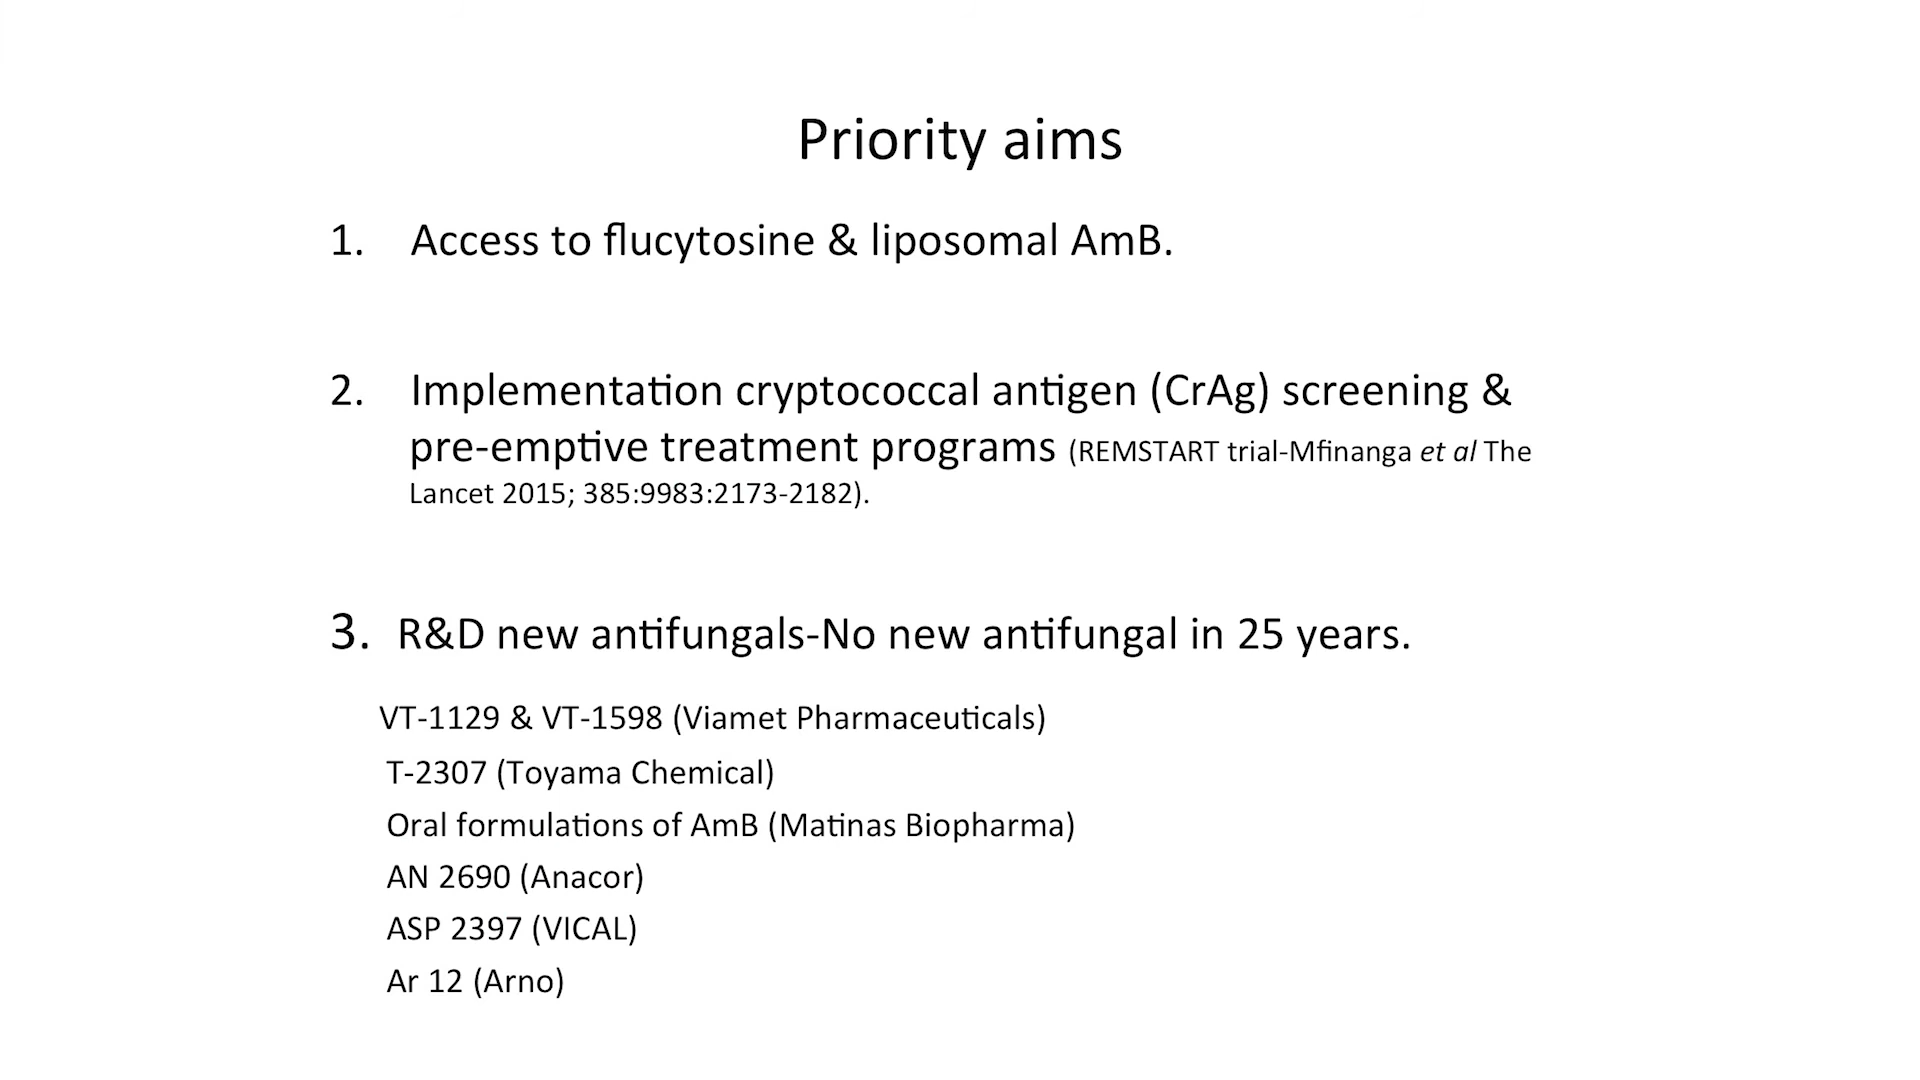 Priority aims
1. Access to flucytosine & liposomal AmB.
2. Implementation cryptococcal antigen (CrAg) screening &
pre-emptive treatment programs (REMSTART trial-Mfinanga et al The
Lancet 2015; 385:9983:2173-2182).
3. R&D new antifungals-No new antifungal in 25 years.
VT-1129 & VT-1598 (Viamet Pharmaceuticals)
T-2307 (Toyama Chemical)
Oral formulations of AmB (Matinas Biopharma)
AN 2690 (Anacor)
ASP 2397 (VICAL)
Ar 12 (Arno)